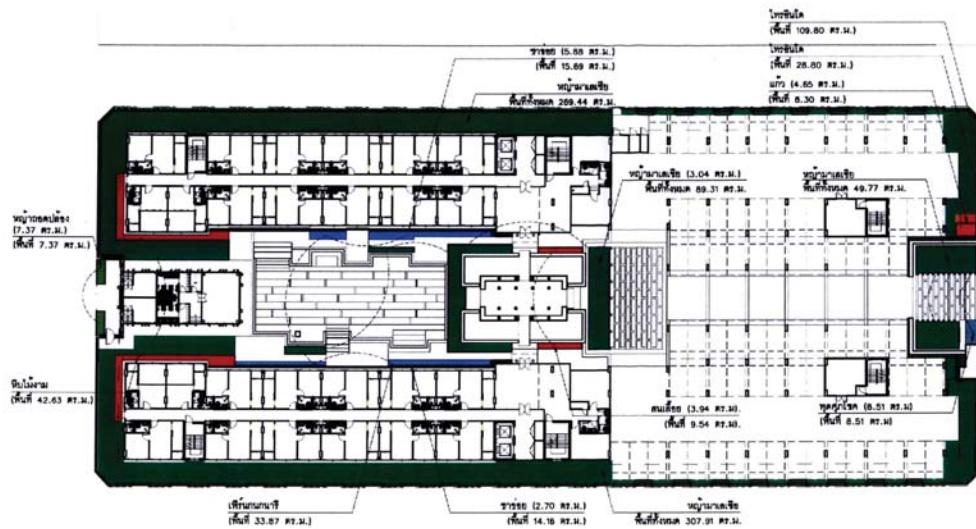 ไทรอินโด
(พื้นที่ 109.80 ตร.ม.)
ไทรอินโด
(พื้นที่ 28.80 ตร.ม.)
แก้ว (4.65 ตร.ม.)
(พื้นที่ 6.30 ตร.ม.)
ชาข่อย (5.88 ตร.ม.)
(พื้นที่ 15.69 ตร.ม.)
หญ้ามาเลเซีย
พื้นที่ทั้งหมด 269.44 ตร.ม.
หญ้ามาเลเซีย (3.04 ตร.ม.)
พื้นที่ทั้งหมด 89.31 ตร.ม.
หญ้ามาเลเซีย
พื้นที่ทั้งหมด 49.77 ตร.ม.
หญ้าถอดปล้อง
(7.37 ตร.ม.)
(พื้นที่ 7.37 ตร.ม.)
หีบไม้งาม
(พื้นที่ 42.63 ตร.ม.)
สนเลื้อย (3.94 ตร.ม.)
(พื้นที่ 9.54 ตร.ม)
พุดศุภโชค (8.51 ตร.ม)
(พื้นที่ 8.51 ตร.ม)
เฟิร์นกนกนารี
(พื้นที่ 33.87 ตร.ม.)
ชาข่อย (2.70 ตร.ม.)
(พื้นที่ 14.16 ตร.ม.)
หญ้ามาเลเซีย
พื้นที่ทั้งหมด 307.91 ตร.ม.